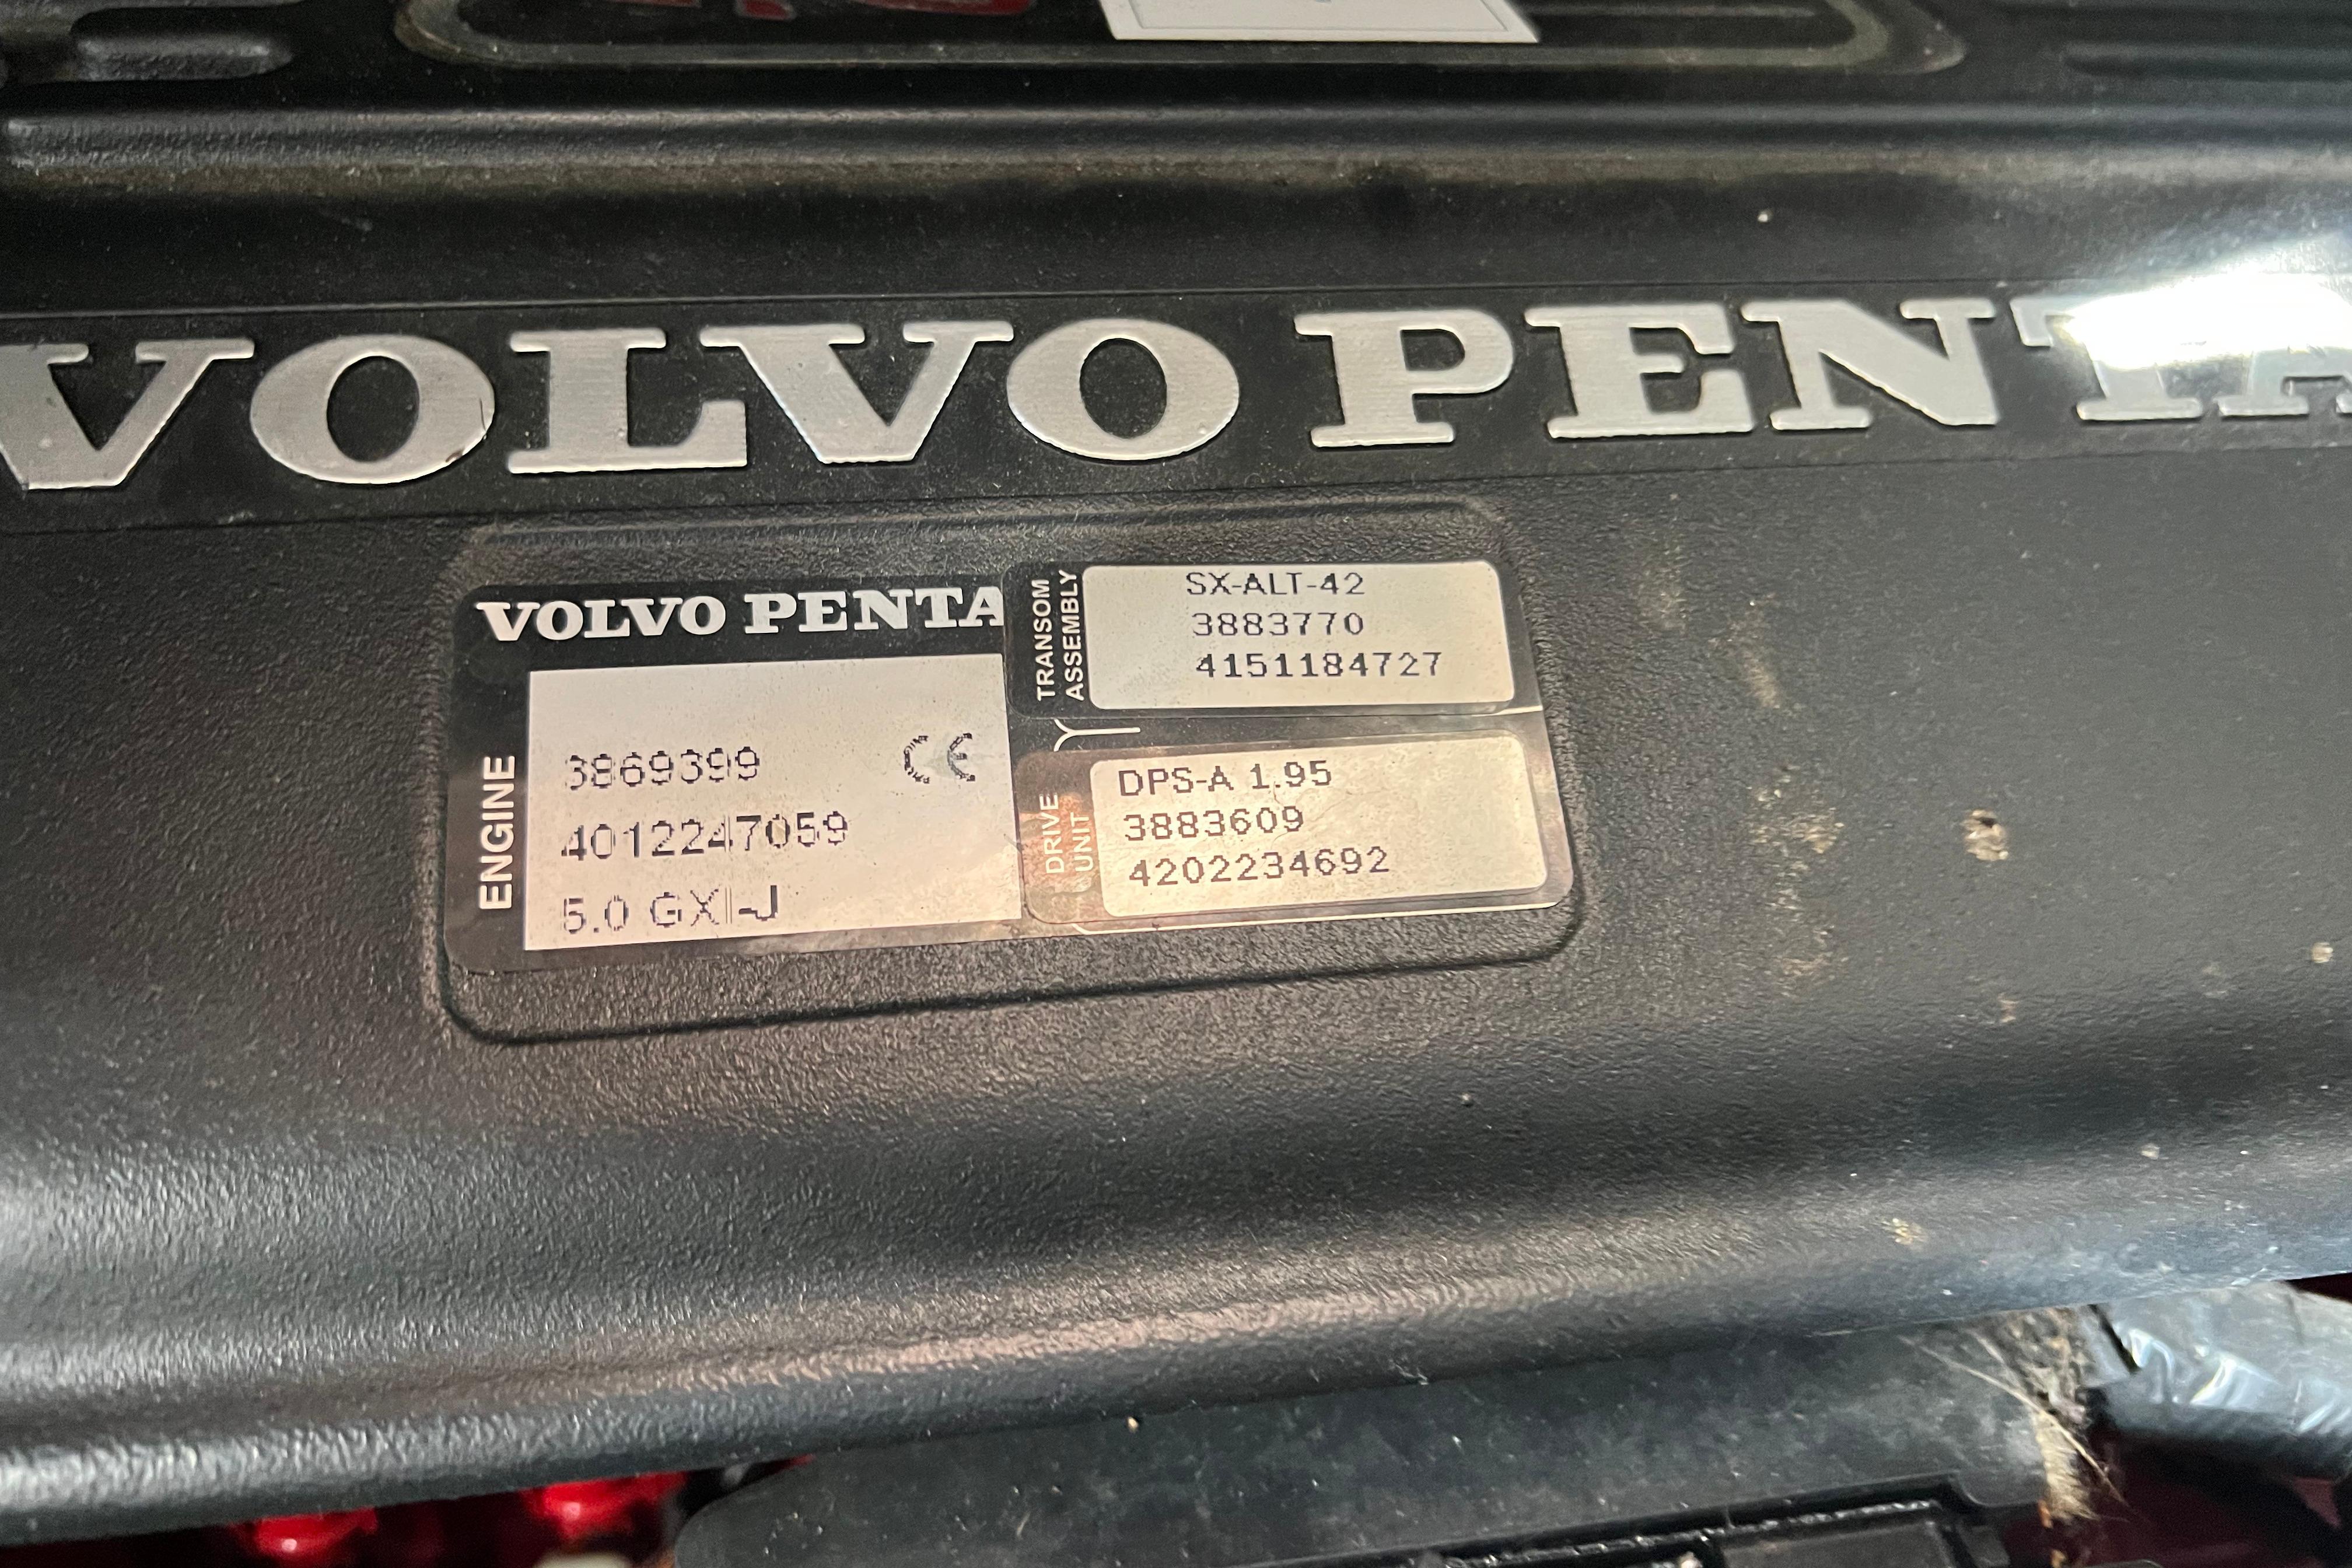 VOLVO PENTA
VOLVO PENTA
ENGINE
3869399 CE
4012247059
5.0 GXI-J
TRANSOM
ASSEMBLY
SX-ALT-42
3883770
4151184727
DRIVE
UNIT
DPS-A 1.95
3883609
4202234692